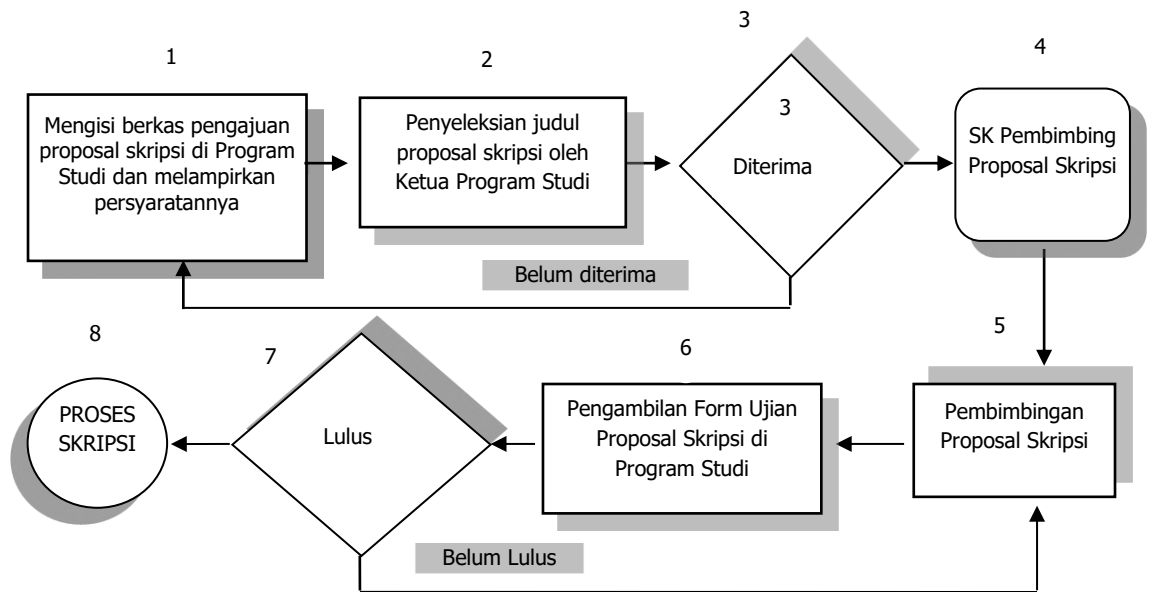 1
Mengisi berkas pengajuan
proposal skripsi di Program
Studi dan melampirkan
persyaratannya
2
Penyeleksian judul
proposal skripsi oleh
Ketua Program Studi
3
3
Diterima
4
SK Pembimbing
Proposal Skripsi
Belum diterima
5
Pembimbingan
Proposal Skripsi
6
Pengambilan Form Ujian
Proposal Skripsi di
Program Studi
7
Lulus
8
PROSES
SKRIPSI
Belum Lulus